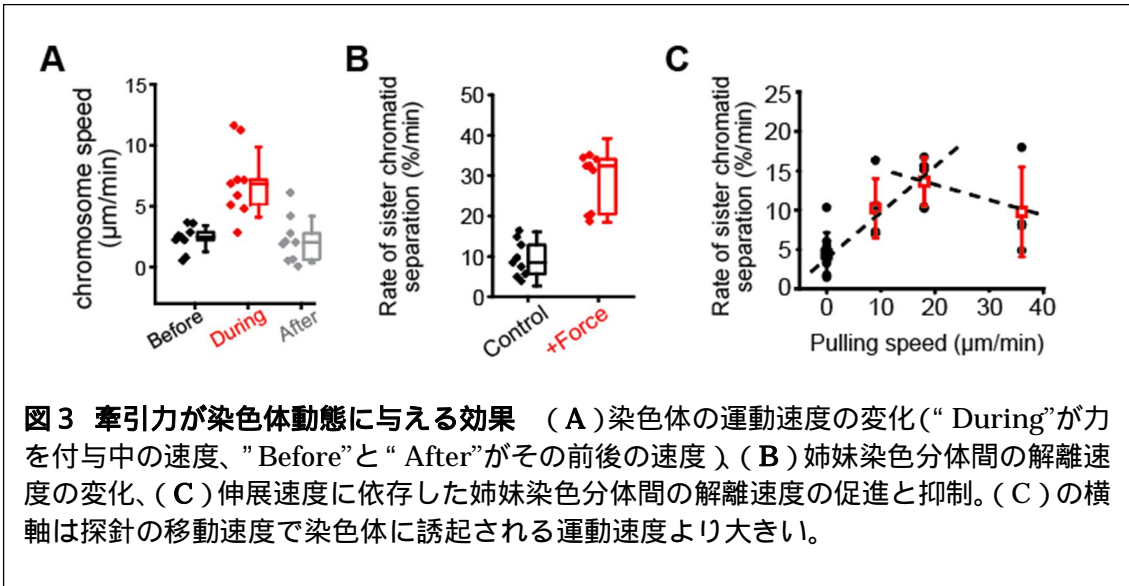 A
B
C
chromosome speed
(µm/min)
15
10
5
0
Before
During
After
Rate of sister chromatid
separation (%/min)
50
40
30
20
10
0
Control
+Force
Rate of sister chromatid
separation (%/min)
25
20
15
10
5
0
0 10 20 30 40
Pulling speed (µm/min)
図3 牽引力が染色体動態に与える効果 (A)染色体の運動速度の変化(“During”が力
を付与中の速度、”Before”と“After”がその前後の速度)、(B)姉妹染色分体間の解離速
度の変化、(C)伸展速度に依存した姉妹染色分体間の解離速度の促進と抑制。(C)の横
軸は探針の移動速度で染色体に誘起される運動速度より大きい。